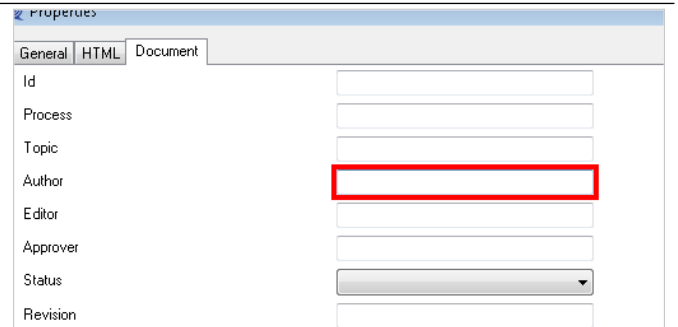 Properties
General HTML Document
Id
Process
Topic
Author
Editor
Approver
Status
Revision